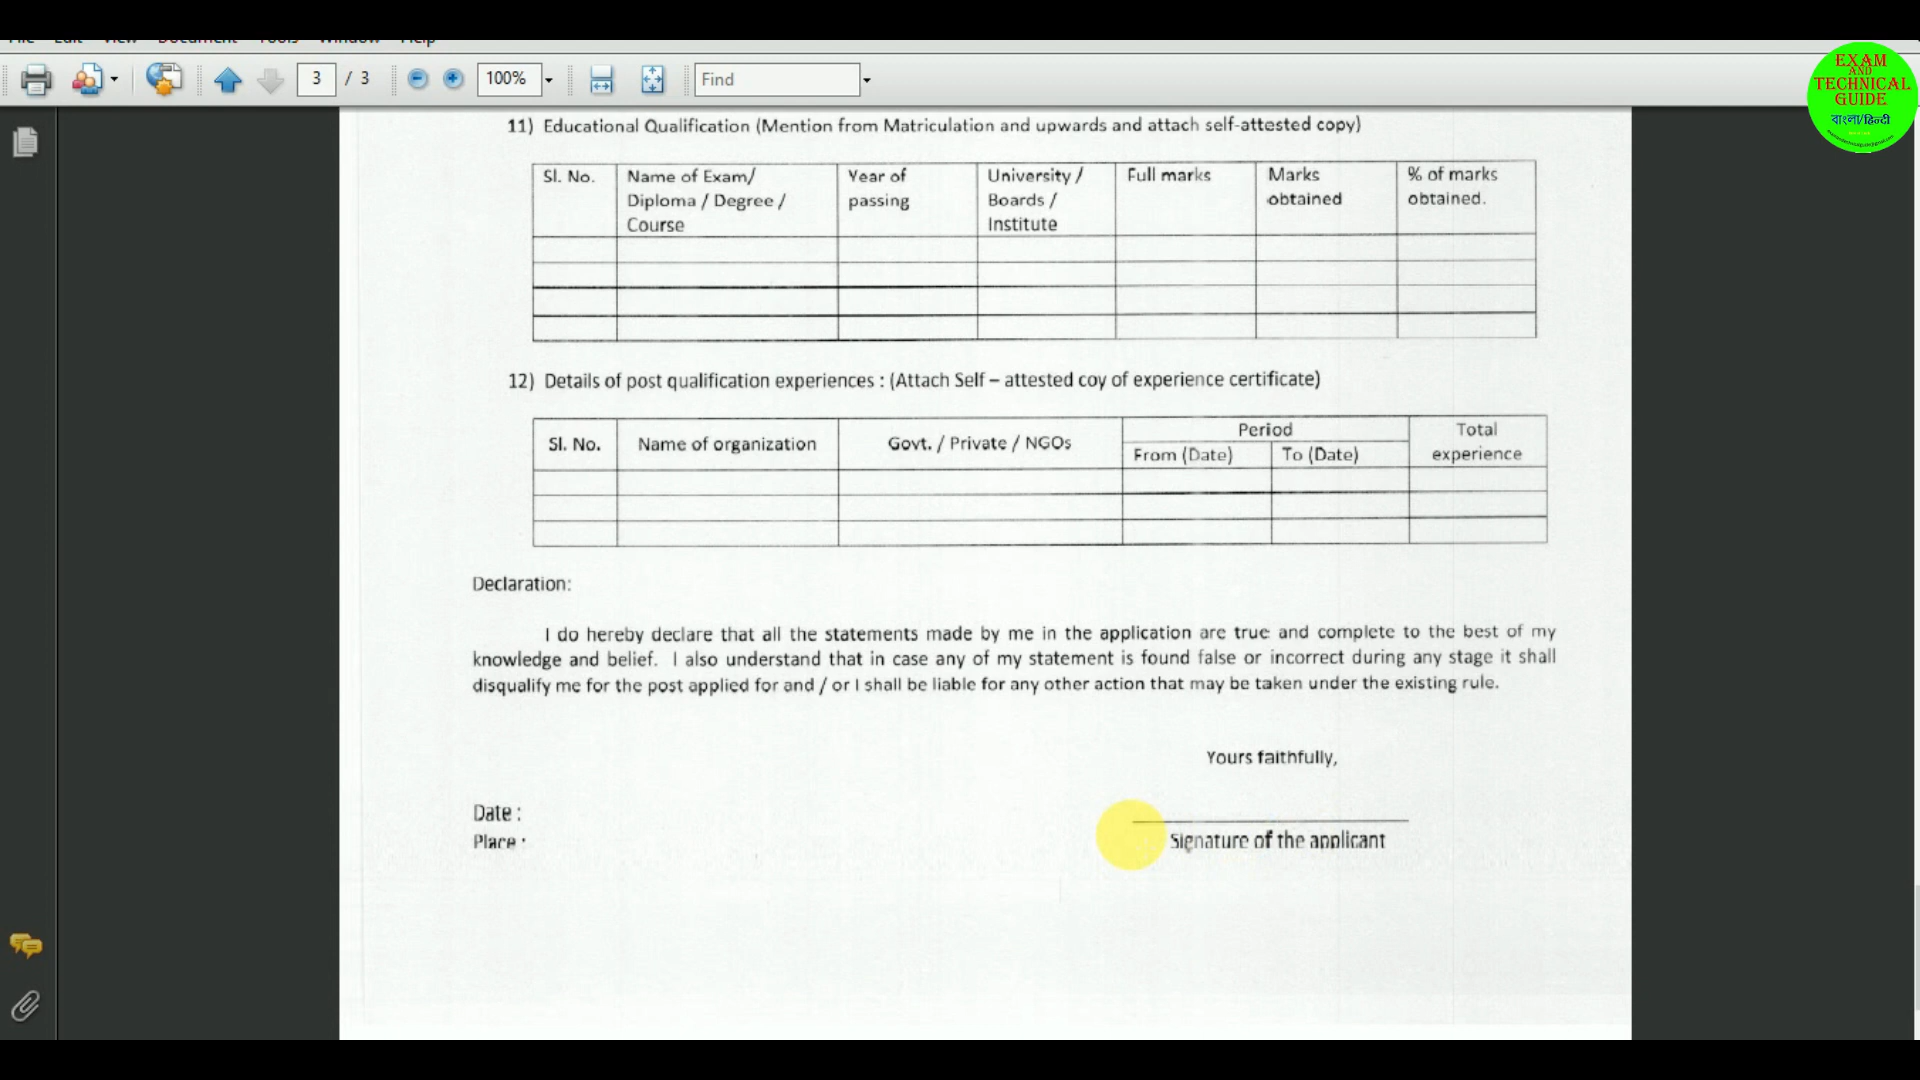 3 / 3
100%
Find
EXAM
AND
TECHNICAL
GUIDE
বাংলা/हिन्दी
11) Educational Qualification (Mention from Matriculation and upwards and attach self-attested copy)
Sl. No. Name of Exam/ Diploma / Degree / Course Year of passing University / Boards / Institute Full marks Marks obtained % of marks obtained.
12) Details of post qualification experiences : (Attach Self – attested coy of experience certificate)
Sl. No. Name of organization Govt. / Private / NGOs Period Total experience
From (Date) To (Date)
Declaration:
I do hereby declare that all the statements made by me in the application are true and complete to the best of my
knowledge and belief. I also understand that in case any of my statement is found false or incorrect during any stage it shall
disqualify me for the post applied for and / or I shall be liable for any other action that may be taken under the existing rule.
Yours faithfully,
Date :
Place :
Signature of the applicant